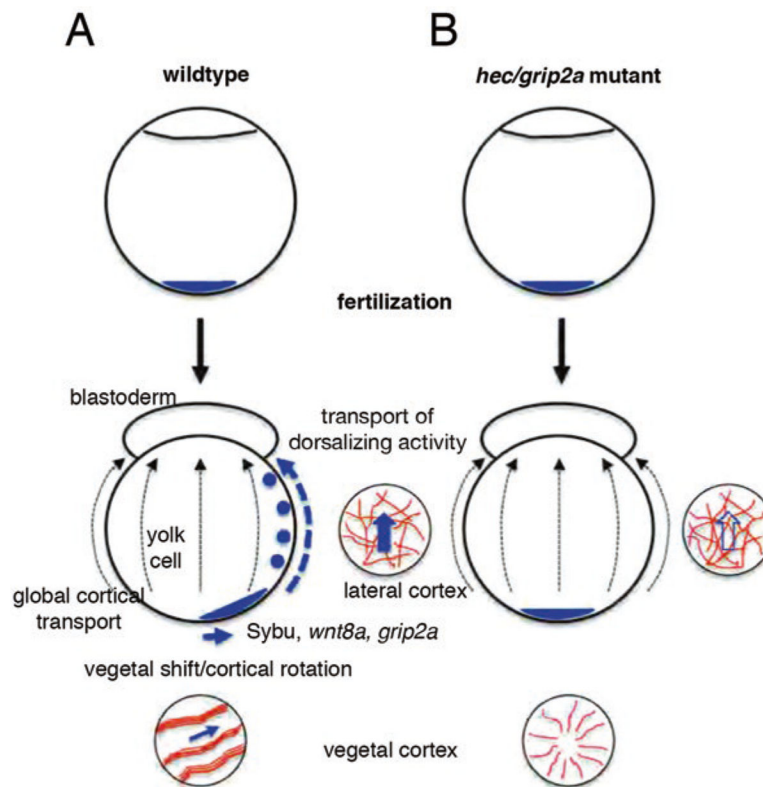 A
B
wildtype
hec/grip2a mutant
fertilization
blastoderm
transport of
dorsalizing activity
yolk
cell
global cortical
transport
lateral cortex
Sybu, wnt8a, grip2a
vegetal shift/cortical rotation
vegetal cortex